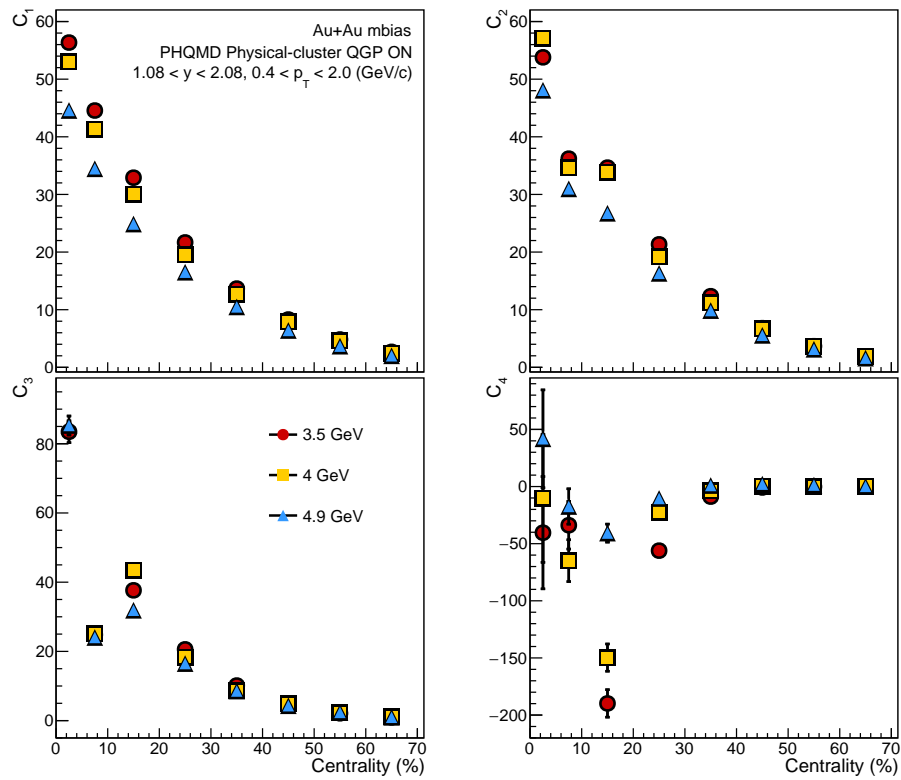 C1
60
50
40
30
20
10
0
Au+Au mbias
PHQMD Physical-cluster QGP ON
1.08 < y < 2.08, 0.4 < pT < 2.0 (GeV/c)
C2
60
50
40
30
20
10
0
C3
80
60
40
20
0
3.5 GeV
4 GeV
4.9 GeV
0 10 20 30 40 50 60 70
Centrality (%)
C4
50
0
−50
−100
−150
−200
0 10 20 30 40 50 60 70
Centrality (%)